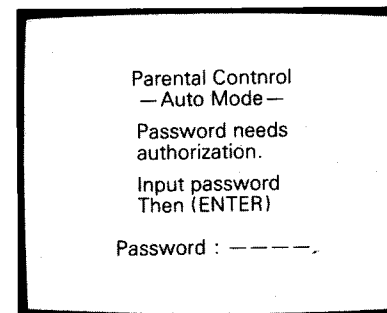 Parental Contnrol
—Auto Mode—
Password needs
authorization.
Input password
Then (ENTER)
Password : ————.